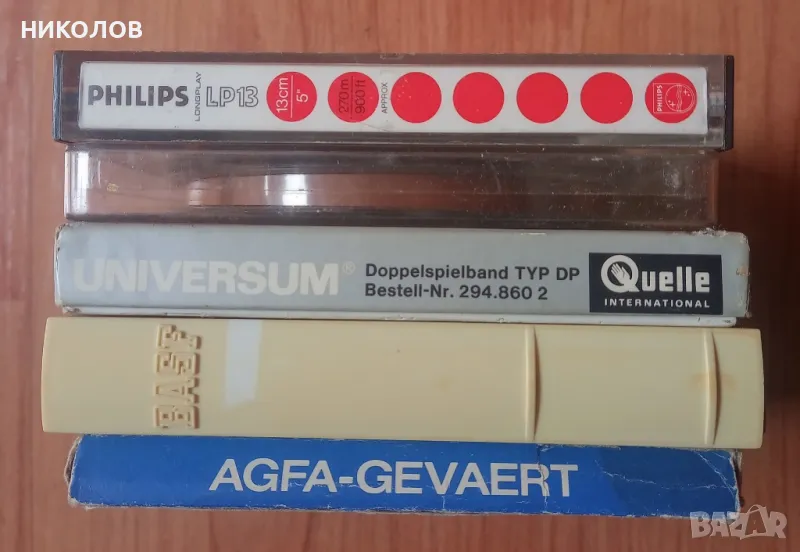 НИКОЛОВ
PHILIPS
LONGPLAY
LP13
13cm
5"
270m
900ft
APPROX
PHILIPS
UNIVERSUM®
Doppelspielband TYP DP
Bestell-Nr. 294.860 2
Quelle
INTERNATIONAL
BASF
AGFA-GEVAERT
BAZAR